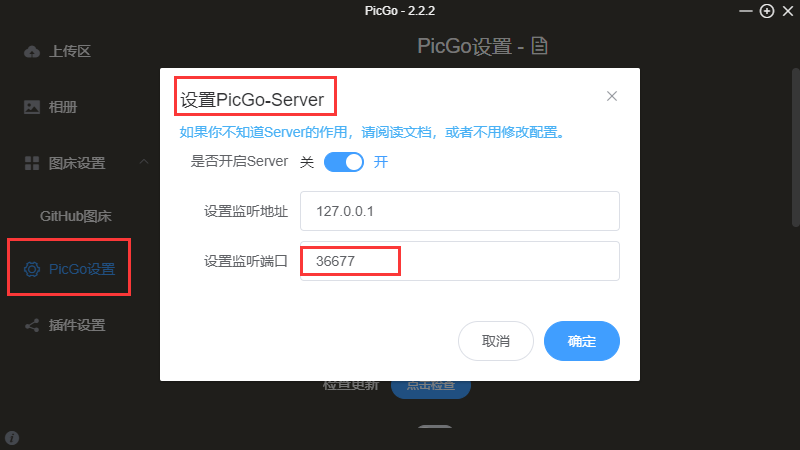 PicGo - 2.2.2
上传区
PicGo设置 -
相册
图床设置
GitHub图床
PicGo设置
插件设置
设置PicGo-Server
如果你不知道Server的作用，请阅读文档，或者不用修改配置。
是否开启Server 关 开
设置监听地址 127.0.0.1
设置监听端口 36677
取消 确定
检查更新 点击检查